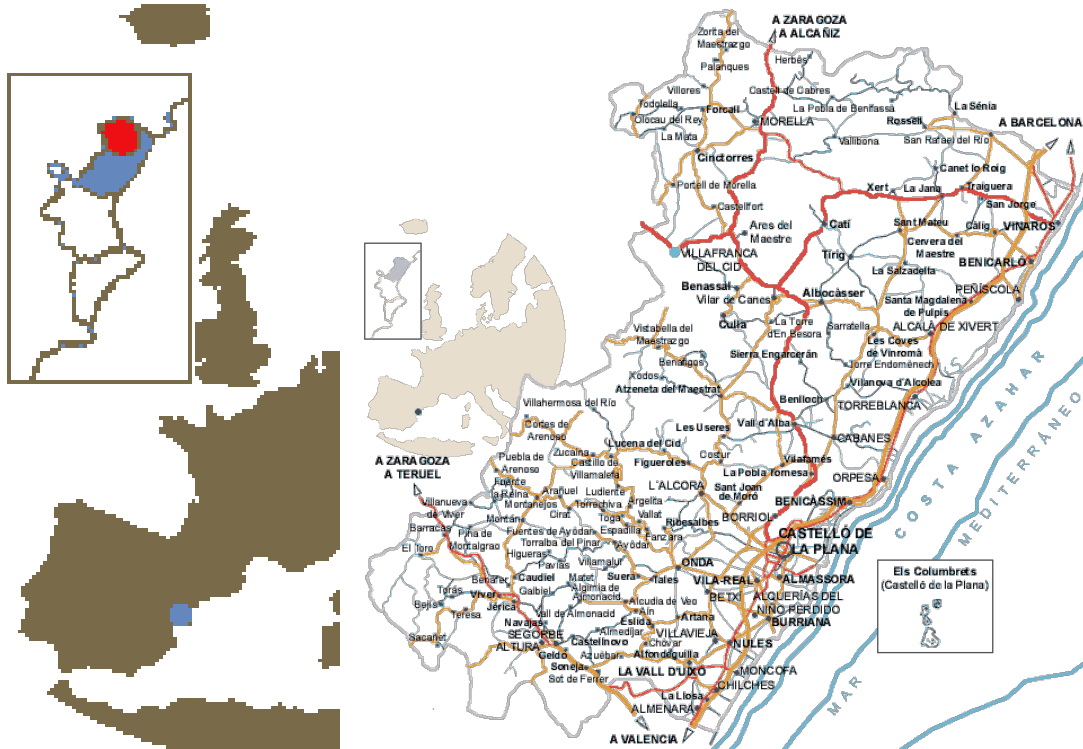 A ZARAGOZA
A ALCAÑIZ
Zorita del
Maestrazgo
Palanques
Herbés
Villores
Castell de Cabres
Todolella
Forcall
La Pobla de Benifassà
La Sénia
Olocau del Rey
MORELLA
Rossell
A BARCELONA
La Mata
Vallibona
San Rafael del Río
Cinctorres
Canet lo Roig
Portell de Morella
Xert
La Jana
Traiguera
Castellfort
San Jorge
Ares del
Maestre
Catí
Sant Mateu
Càlig
VINARÒS
VILLAFRANCA
DEL CID
Tírig
Cervera del
Maestre
BENICARLÓ
La Salzadella
Benassal
Albocàsser
PEÑÍSCOLA
Vilar de Canes
Santa Magdalena
de Pulpis
Culla
La Torre
d'En Besora
Sarratella
ALCALÀ DE XIVERT
Vistabella del
Maestrazgo
Les Coves
de Vinromà
Benafigos
Sierra Engarcerán
Torre Endoménech
Xodos
Atzeneta del Maestrat
Vilanova d'Alcolea
Benlloch
TORREBLANCA
Villahermosa del Río
Cortes de
Arenoso
Les Useres
Vall d'Alba
CABANES
Lucena del Cid
Zucaina
Costur
Vilafamés
A ZARAGOZA
A TERUEL
Puebla de
Arenoso
Castillo de
Villamalefa
Figueroles
La Pobla Tornesa
ORPESA
Fuente
la Reina
Arañuel
Ludiente
L'ALCORA
Sant Joan
de Moró
Villanueva
de Viver
Montanejos
Torrechiva
Argelita
BENICÀSSIM
Cirat
Toga
Vallat
Ribesalbes
BORRIOL
Montán
Espadilla
Fanzara
Barracas
Pina de
Montalgrao
Fuentes de Ayódar
CASTELLÓ DE
LA PLANA
Torralba del Pinar
Ayódar
El Toro
Higueras
Pavías
Villamalur
ONDA
Benafer
Caudiel
Matet
Suera
Tales
VILA-REAL
ALMASSORA
Torás
Gaibiel
Algimia de
Almonacid
BETXÍ
ALQUERÍAS DEL
NIÑO PERDIDO
Bejís
Viver
Jérica
Alcudia de Veo
Teresa
Vall de Almonacid
Aín
Artana
BURRIANA
Navajas
Eslida
Sacañet
SEGORBE
Almedíjar
VILLAVIEJA
ALTURA
Castellnovo
Chóvar
NULES
Geldo
Azuébar
Alfondéguilla
Soneja
LA VALL D'UIXÓ
MONCOFA
Sot de Ferrer
CHILCHES
La Llosa
ALMENARA
A VALENCIA
COSTA AZAHAR
MAR MEDITERRÁNEO
Els Columbrets
(Castelló de la Plana)